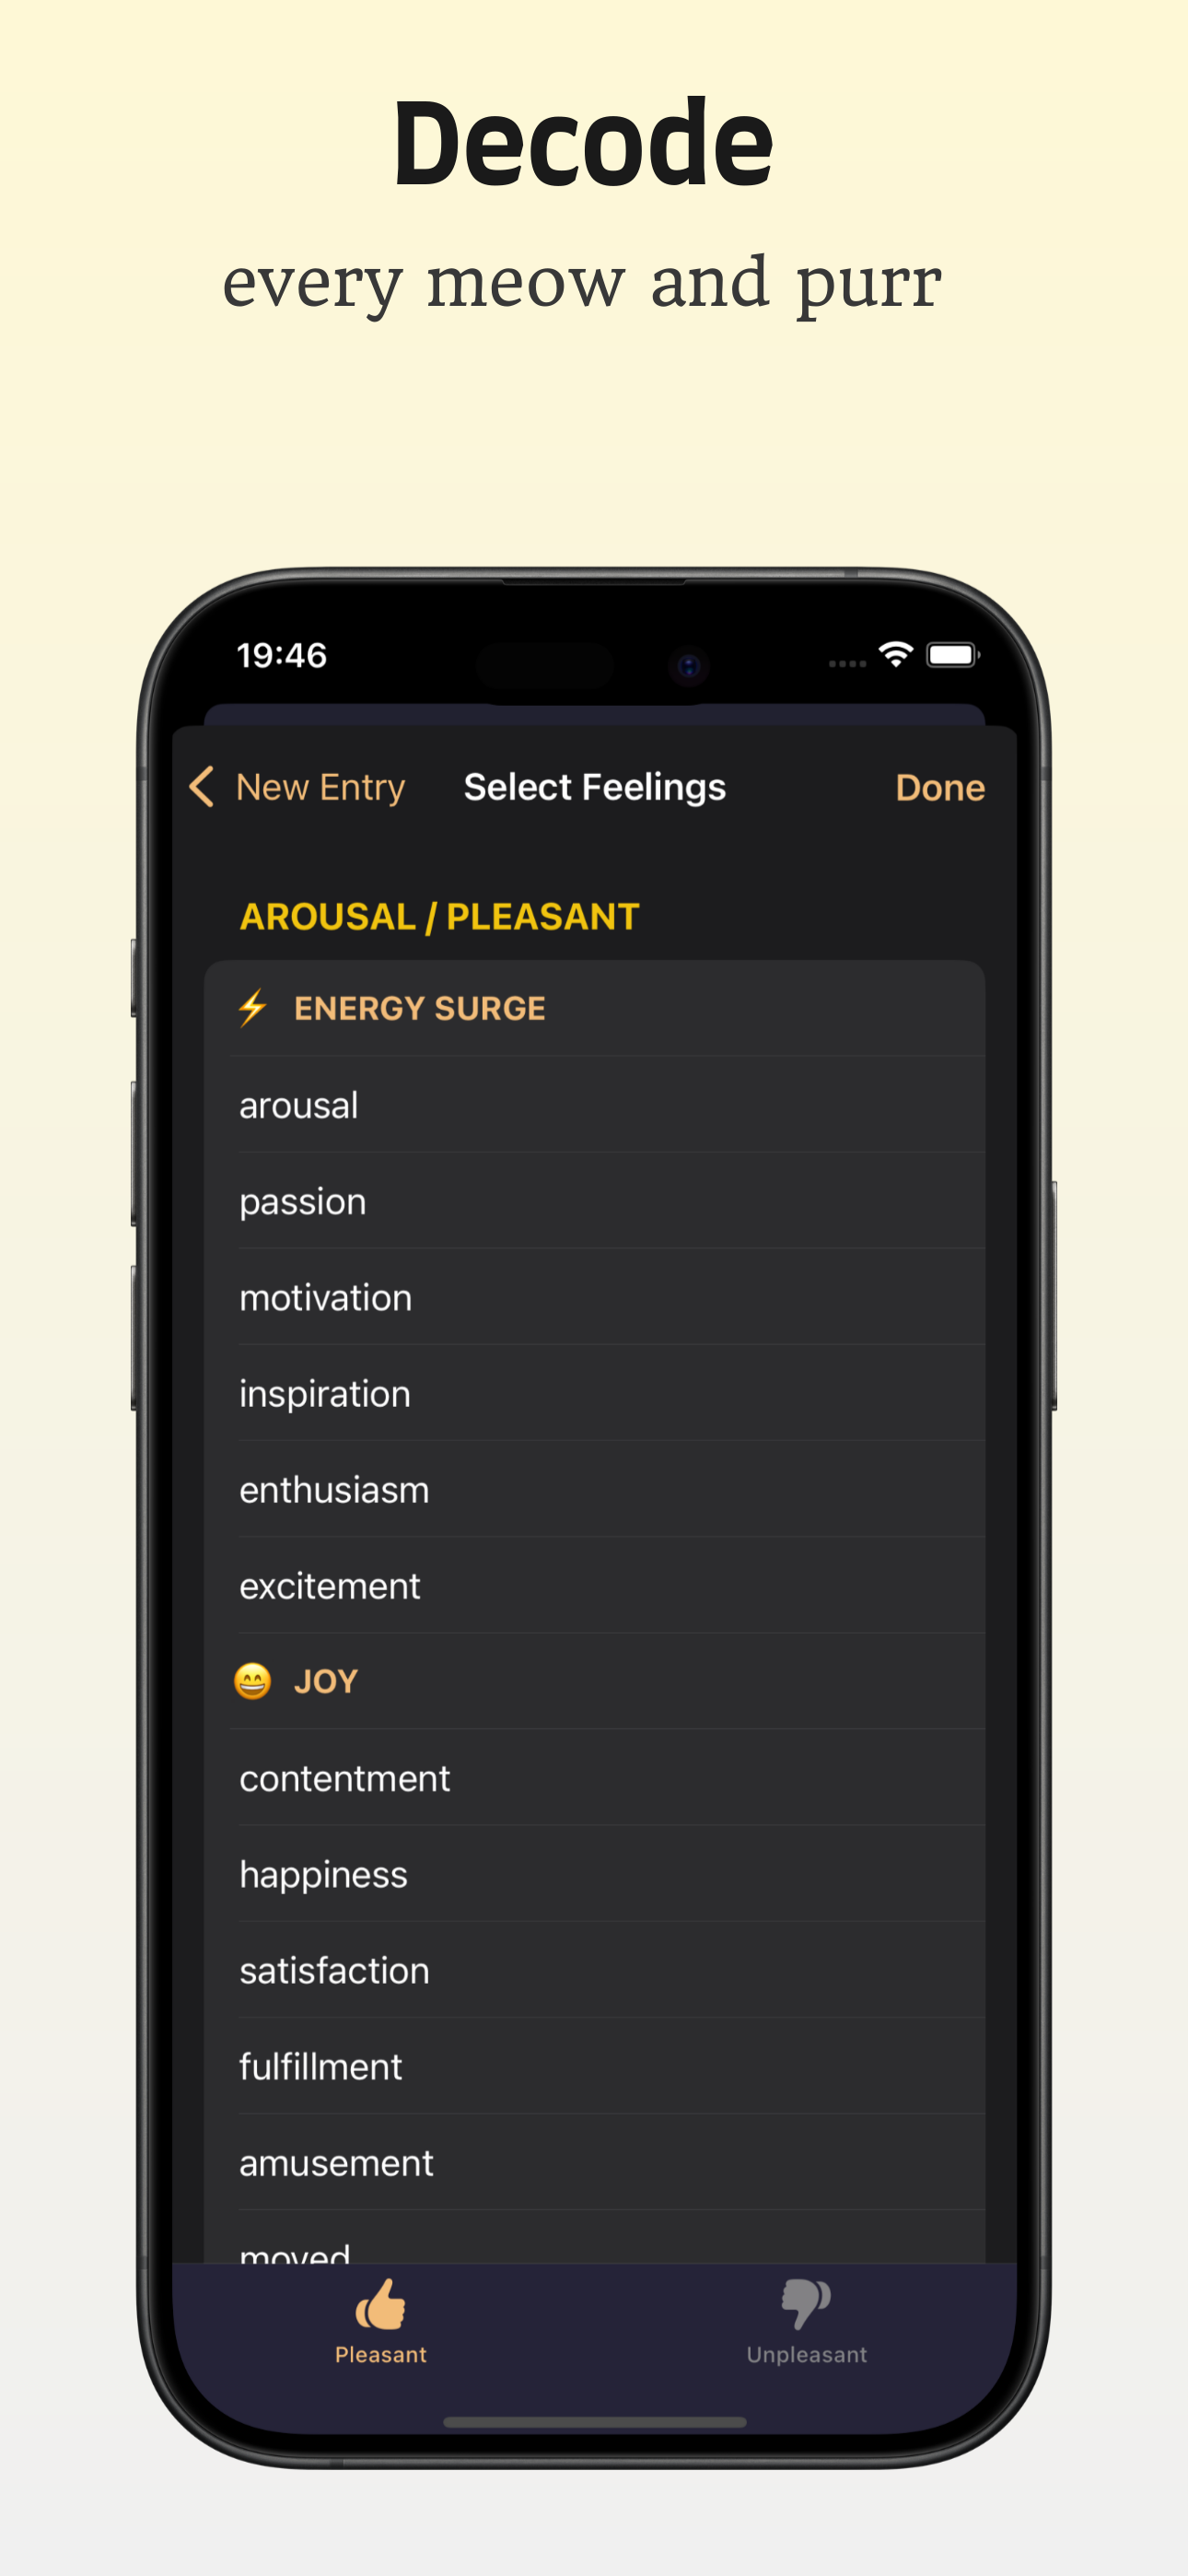 Decode
every meow and purr
19:46
New Entry
Select Feelings
Done
AROUSAL / PLEASANT
⚡ ENERGY SURGE
arousal
passion
motivation
inspiration
enthusiasm
excitement
😄 JOY
contentment
happiness
satisfaction
fulfillment
amusement
moved
Pleasant
Unpleasant